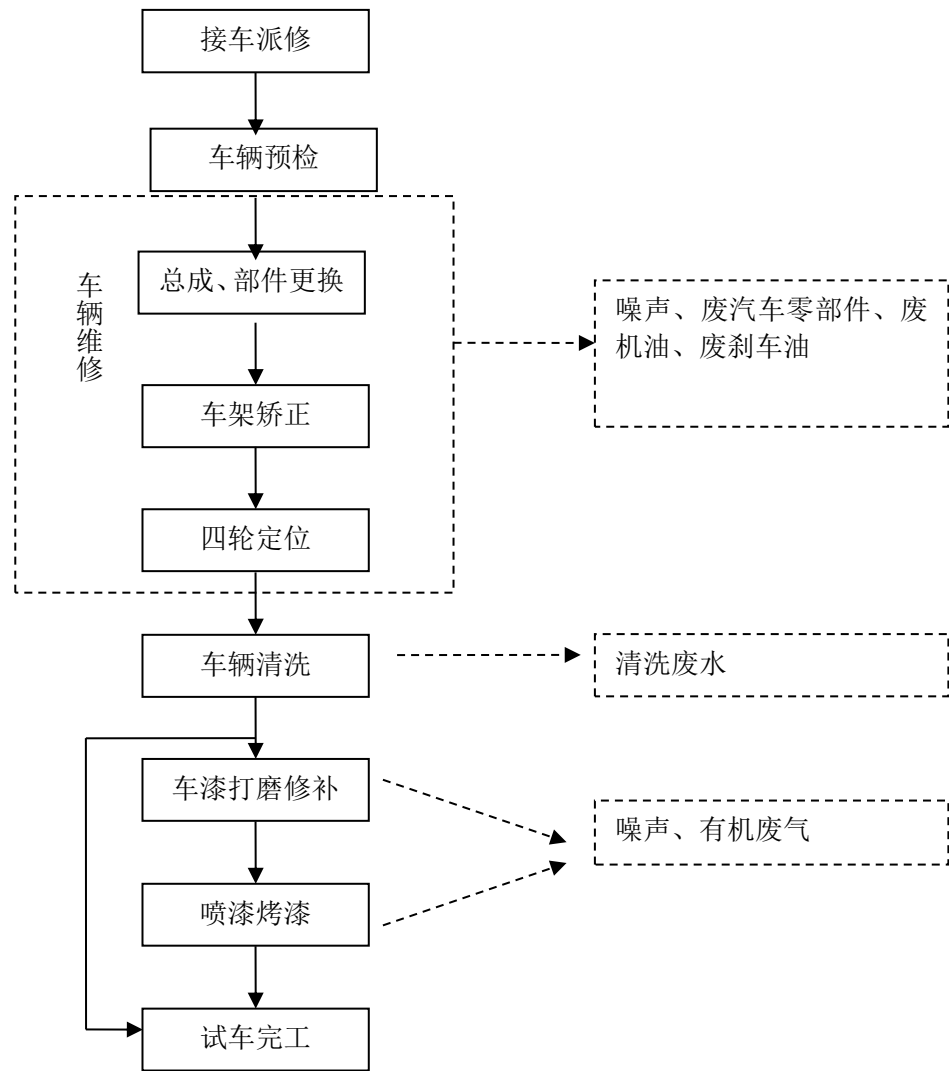 接车派修
车辆预检
车辆维修
总成、部件更换
噪声、废汽车零部件、废
机油、废刹车油
车架矫正
四轮定位
车辆清洗
清洗废水
车漆打磨修补
噪声、有机废气
喷漆烤漆
试车完工